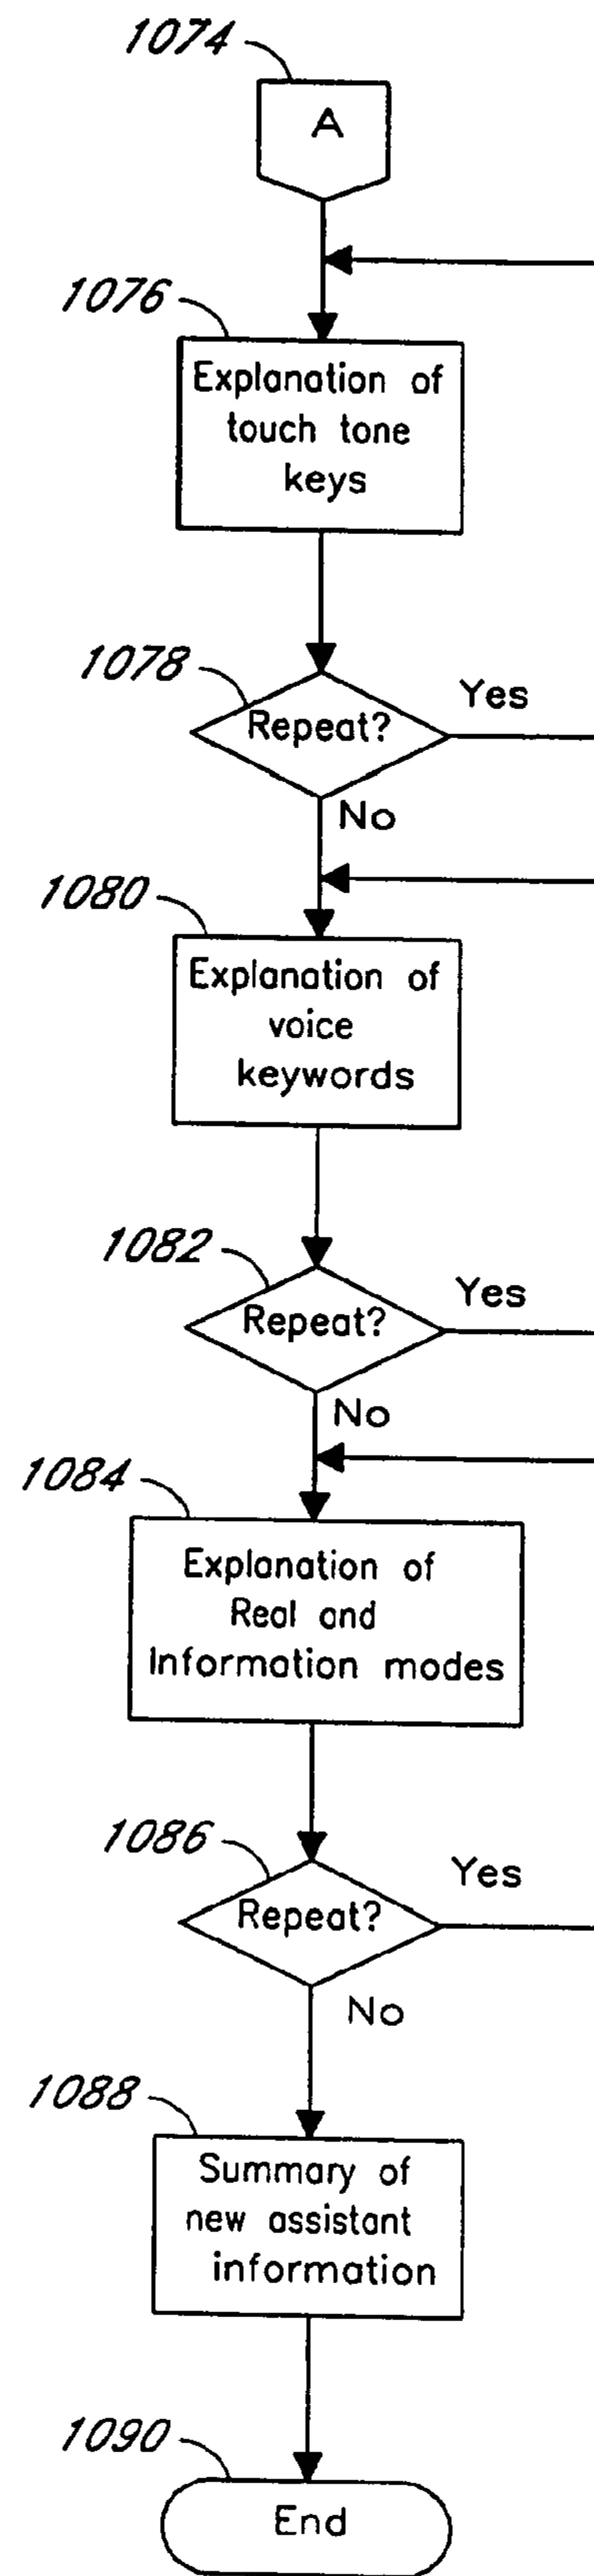 1074
A
1076
Explanation of
touch tone
keys
1078
Repeat?
Yes
No
1080
Explanation of
voice
keywords
1082
Repeat?
Yes
No
1084
Explanation of
Real and
Information modes
1086
Repeat?
Yes
No
1088
Summary of
new assistant
information
1090
End